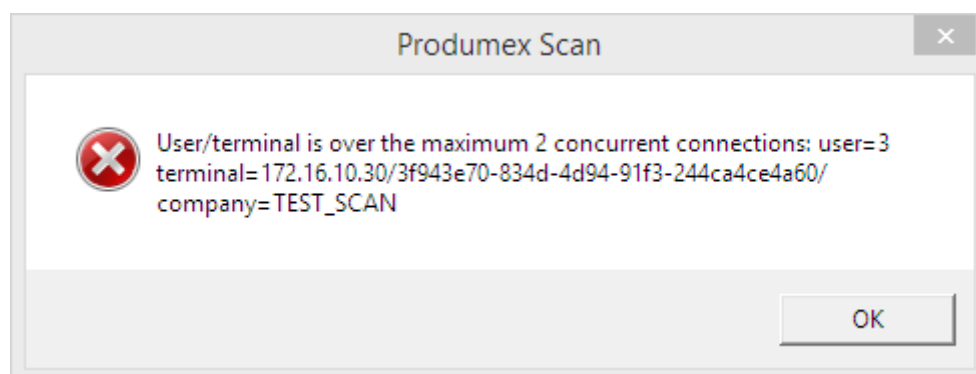 Produmex Scan
User/terminal is over the maximum 2 concurrent connections: user=3
terminal=172.16.10.30/3f943e70-834d-4d94-91f3-244ca4ce4a60/
company=TEST_SCAN
OK